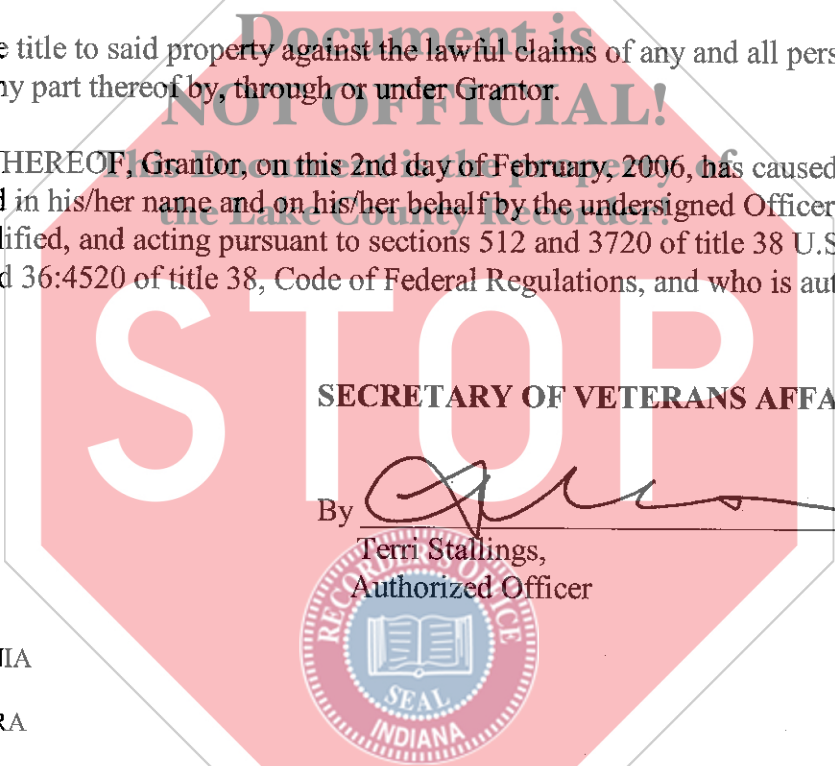 Document is
e title to said property against the lawful claims of any and all pers
ny part thereof by, through or under Grantor.
NOT OFFICIAL!
THEREOF, Grantor, on this 2nd day of February, 2006, has caused
This Document is the property of
d in his/her name and on his/her behalf by the undersigned Officer
the Lake County Recorder!
lified, and acting pursuant to sections 512 and 3720 of title 38 U.S
d 36:4520 of title 38, Code of Federal Regulations, and who is aut
STOP!
SECRETARY OF VETERANS AFFA
By
Terri Stallings,
Authorized Officer
RECORDER'S OFFICE
SEAL
INDIANA
NIA
RA